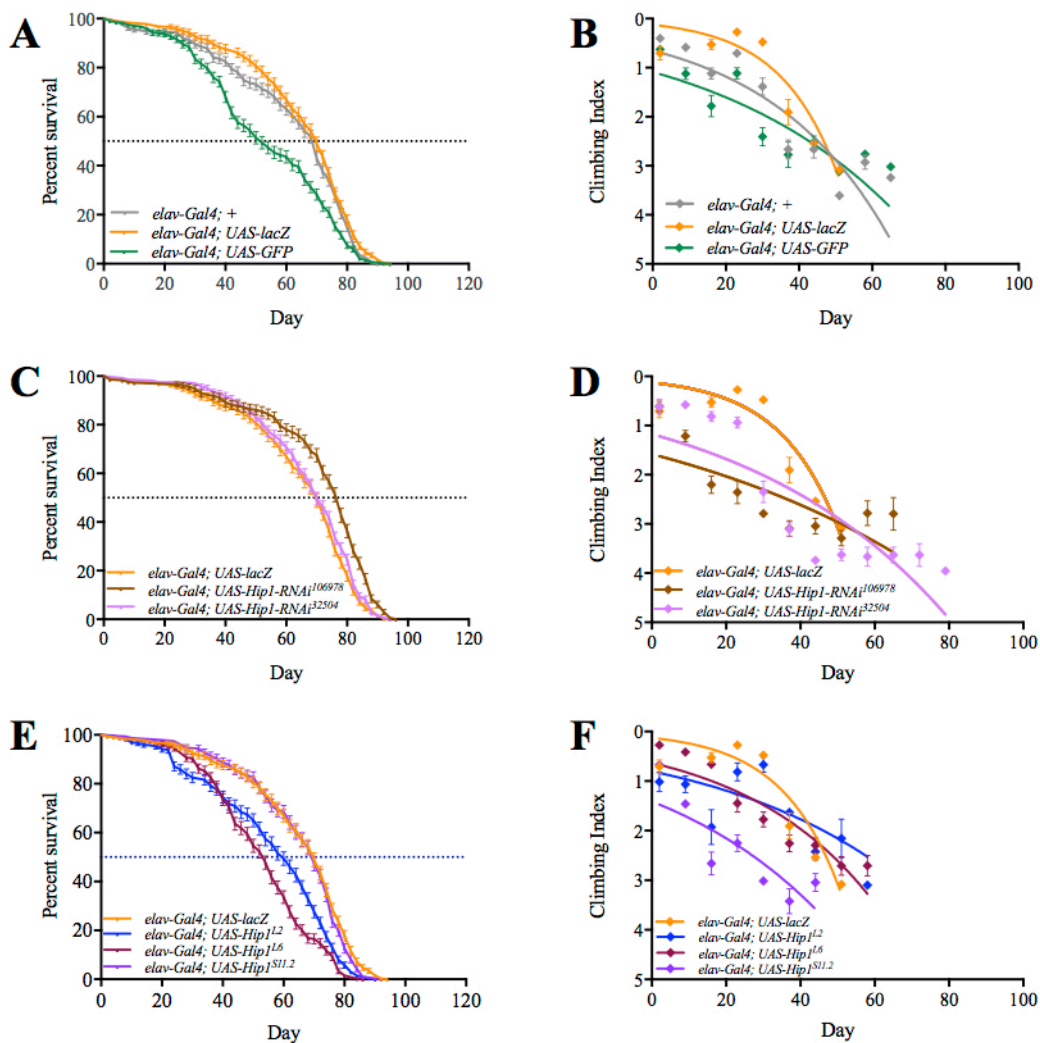 A
Percent survival
100
80
60
40
20
0
elav-Gal4; +
elav-Gal4; UAS-lacZ
elav-Gal4; UAS-GFP
0 20 40 60 80 100 120
Day
B
Climbing Index
0
1
2
3
4
5
elav-Gal4; +
elav-Gal4; UAS-lacZ
elav-Gal4; UAS-GFP
0 20 40 60 80 100
Day
C
Percent survival
100
80
60
40
20
0
elav-Gal4; UAS-lacZ
elav-Gal4; UAS-Hip1-RNAi106978
elav-Gal4; UAS-Hip1-RNAi32504
0 20 40 60 80 100 120
Day
D
Climbing Index
0
1
2
3
4
5
elav-Gal4; UAS-lacZ
elav-Gal4; UAS-Hip1-RNAi106978
elav-Gal4; UAS-Hip1-RNAi32504
0 20 40 60 80 100
Day
E
Percent survival
100
80
60
40
20
0
elav-Gal4; UAS-lacZ
elav-Gal4; UAS-Hip1L2
elav-Gal4; UAS-Hip1L6
elav-Gal4; UAS-Hip1S11.2
0 20 40 60 80 100 120
Day
F
Climbing Index
0
1
2
3
4
5
elav-Gal4; UAS-lacZ
elav-Gal4; UAS-Hip1L2
elav-Gal4; UAS-Hip1L6
elav-Gal4; UAS-Hip1S11.2
0 20 40 60 80 100
Day